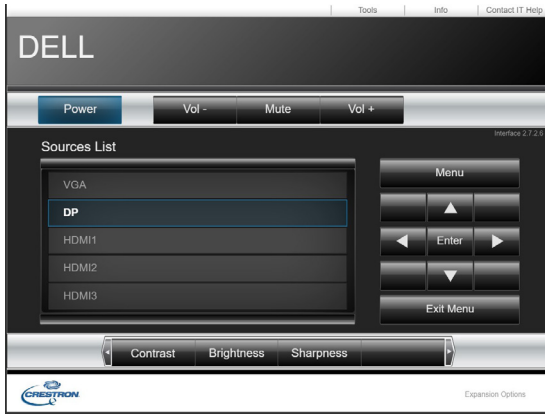 Tools Info Contact IT Help
DELL
Power Vol - Mute Vol +
Interface 2.7.2.6
Sources List
Menu
VGA
DP
HDMI1
Enter
HDMI2
HDMI3
Exit Menu
Contrast Brightness Sharpness
CRESTRON
Expansion Options